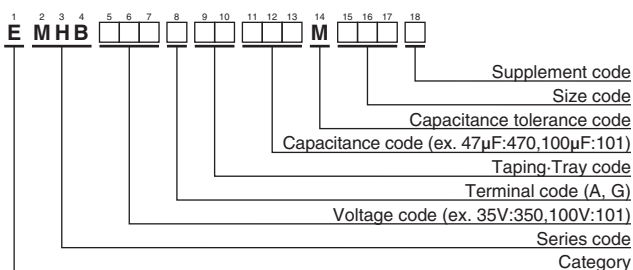 1 2 3 4 5 6 7 8 9 10 11 12 13 14 15 16 17 18
E M H B □□□ □ □□ □□□ M □□□ □
Supplement code
Size code
Capacitance tolerance code
Capacitance code (ex. 47µF:470,100µF:101)
Taping·Tray code
Terminal code (A, G)
Voltage code (ex. 35V:350,100V:101)
Series code
Category